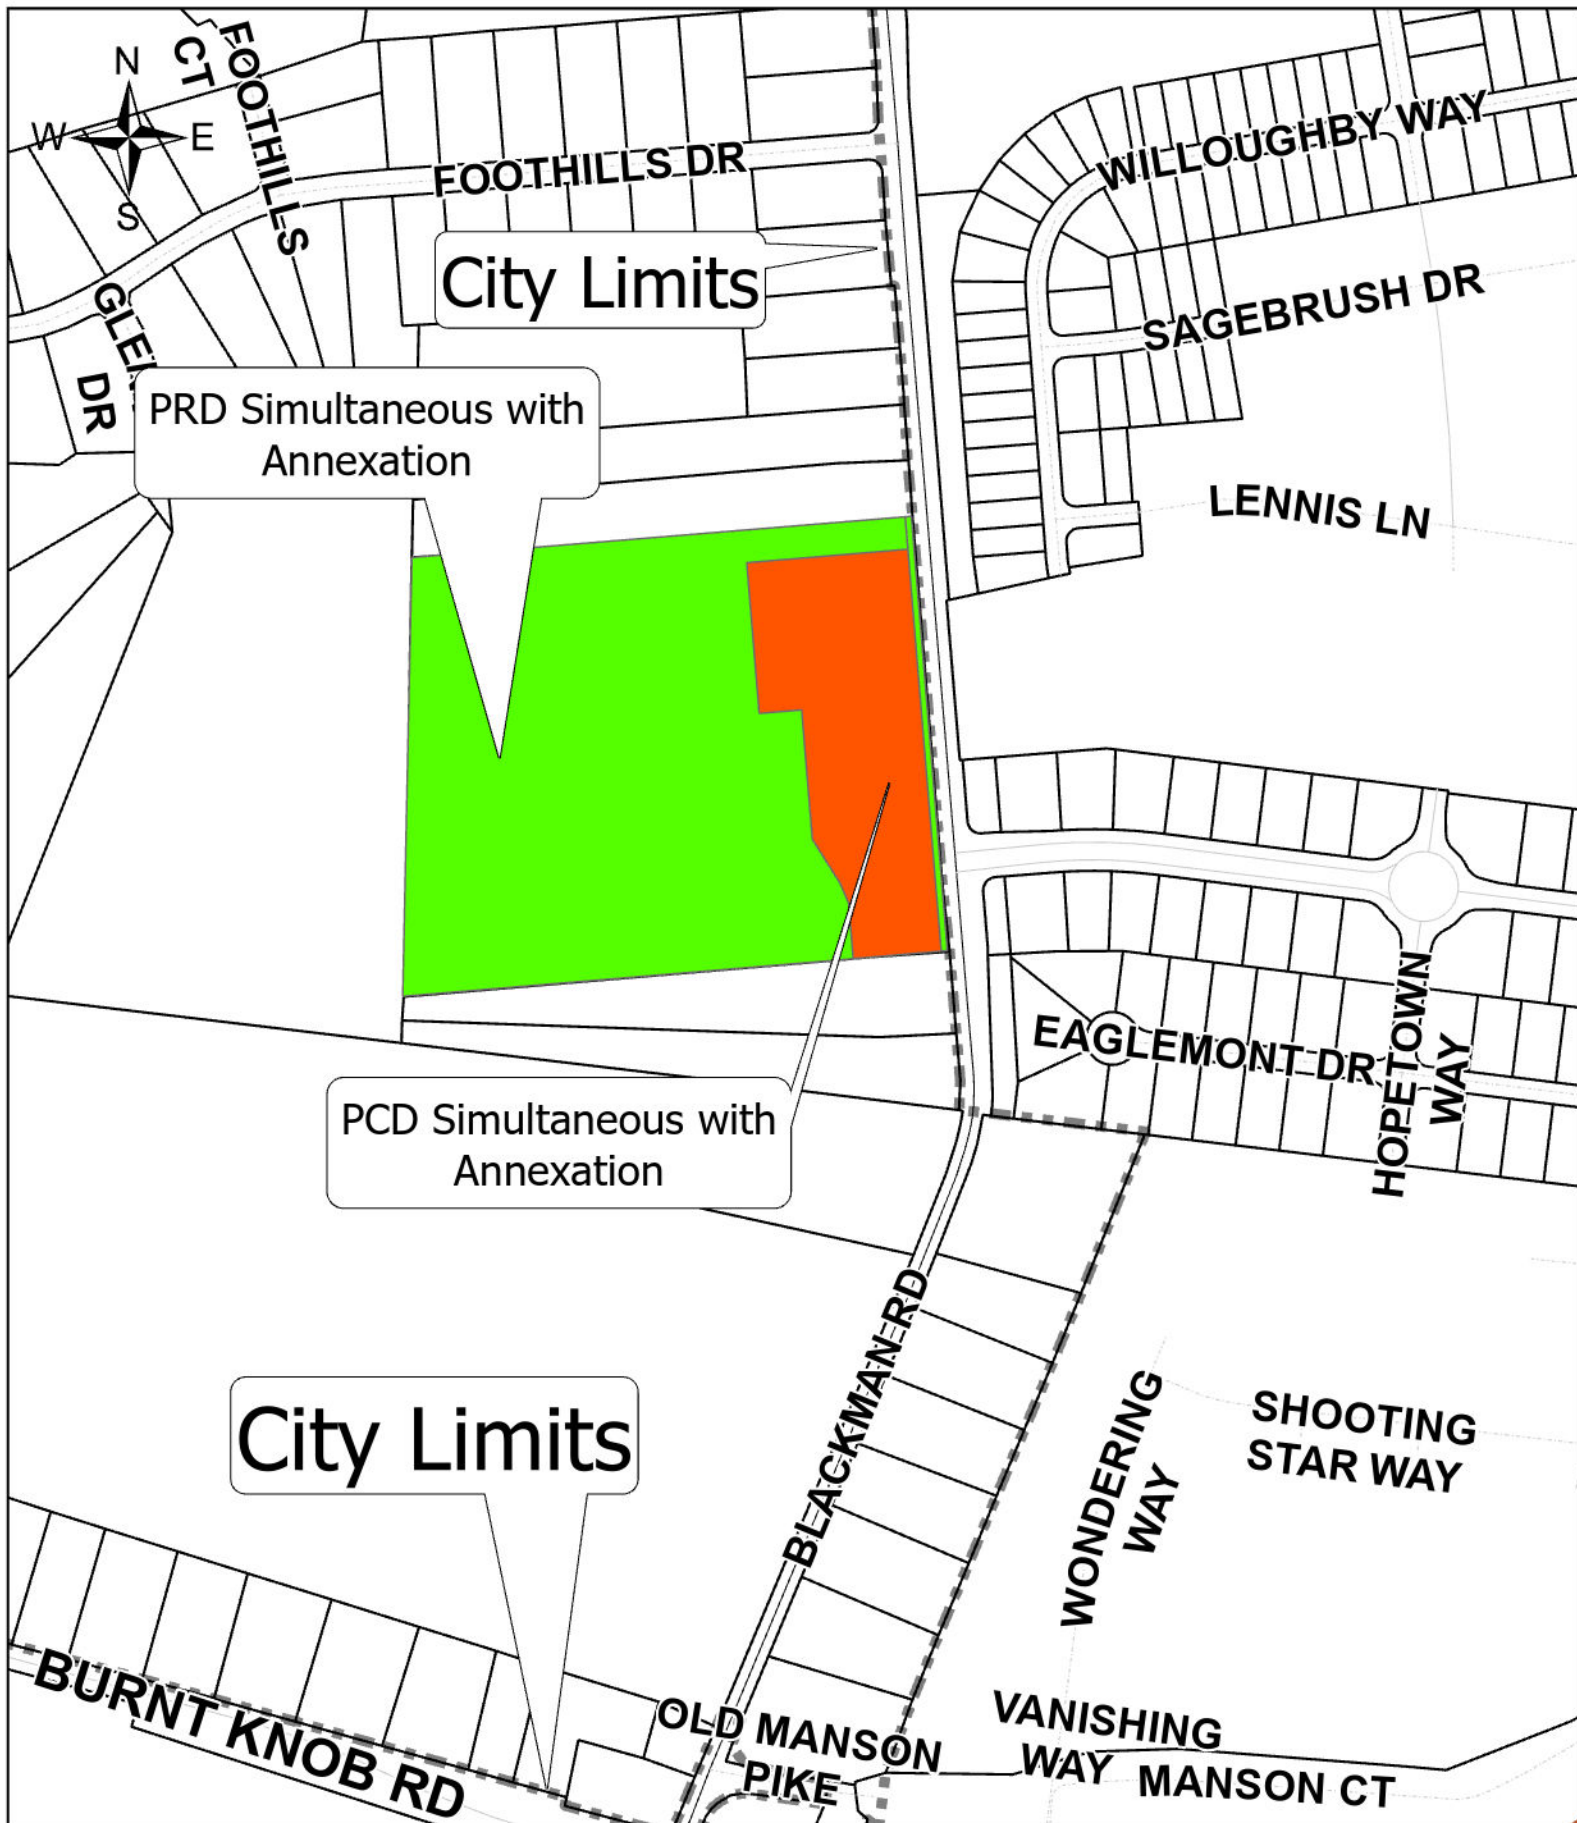 FOOTHILLS
CT
N
W
E
S
FOOTHILLS DR
WILLOUGHBY WAY
City Limits
SAGEBRUSH DR
DR
PRD Simultaneous with
Annexation
LENNIS LN
EAGLEMONT DR
HOPETOWN
WAY
PCD Simultaneous with
Annexation
BLACKMAN RD
City Limits
WONDERING
WAY
SHOOTING
STAR WAY
BURNT KNOB RD
OLD MANSON
PIKE
VANISHING
WAY
MANSON CT